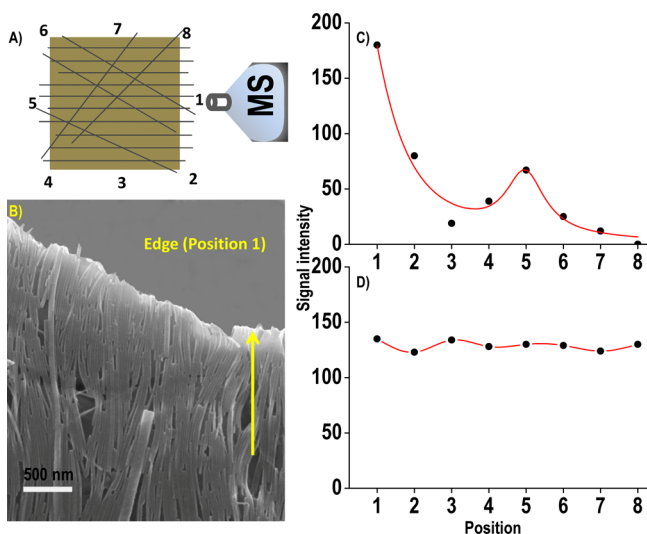 A)
6
7
8
5
1
MS
4
3
2
B)
Edge (Position 1)
500 nm
Signal intensity
C)
200
150
100
50
0
1 2 3 4 5 6 7 8
D)
200
150
100
50
0
1 2 3 4 5 6 7 8
Position